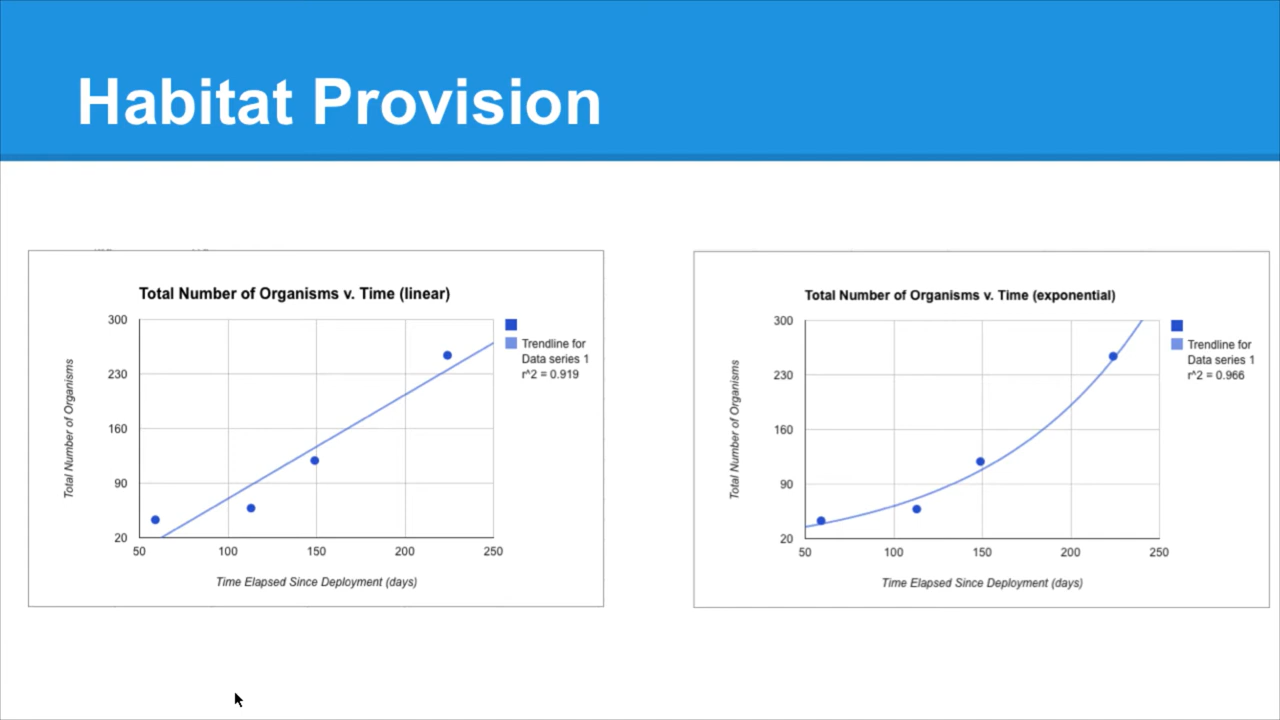 Habitat Provision
Total Number of Organisms v. Time (linear)
300
230
160
90
20
50
100
150
200
250
Total Number of Organisms
Time Elapsed Since Deployment (days)
Trendline for
Data series 1
r^2 = 0.919
Total Number of Organisms v. Time (exponential)
300
230
160
90
20
50
100
150
200
250
Total Number of Organisms
Time Elapsed Since Deployment (days)
Trendline for
Data series 1
r^2 = 0.966